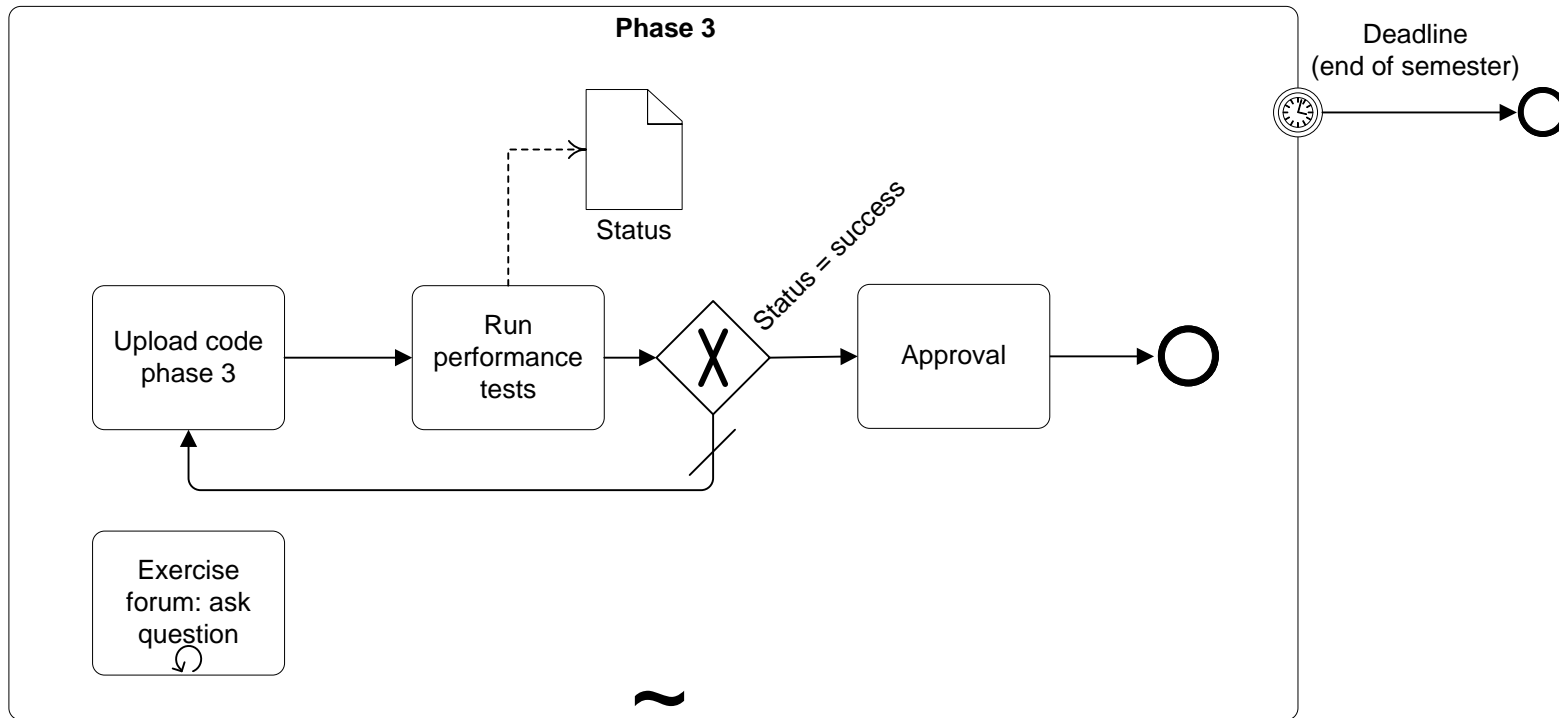 Phase 3
Deadline
(end of semester)
Status
Status = success
Upload code
phase 3
Run
performance
tests
Approval
Exercise
forum: ask
question
~